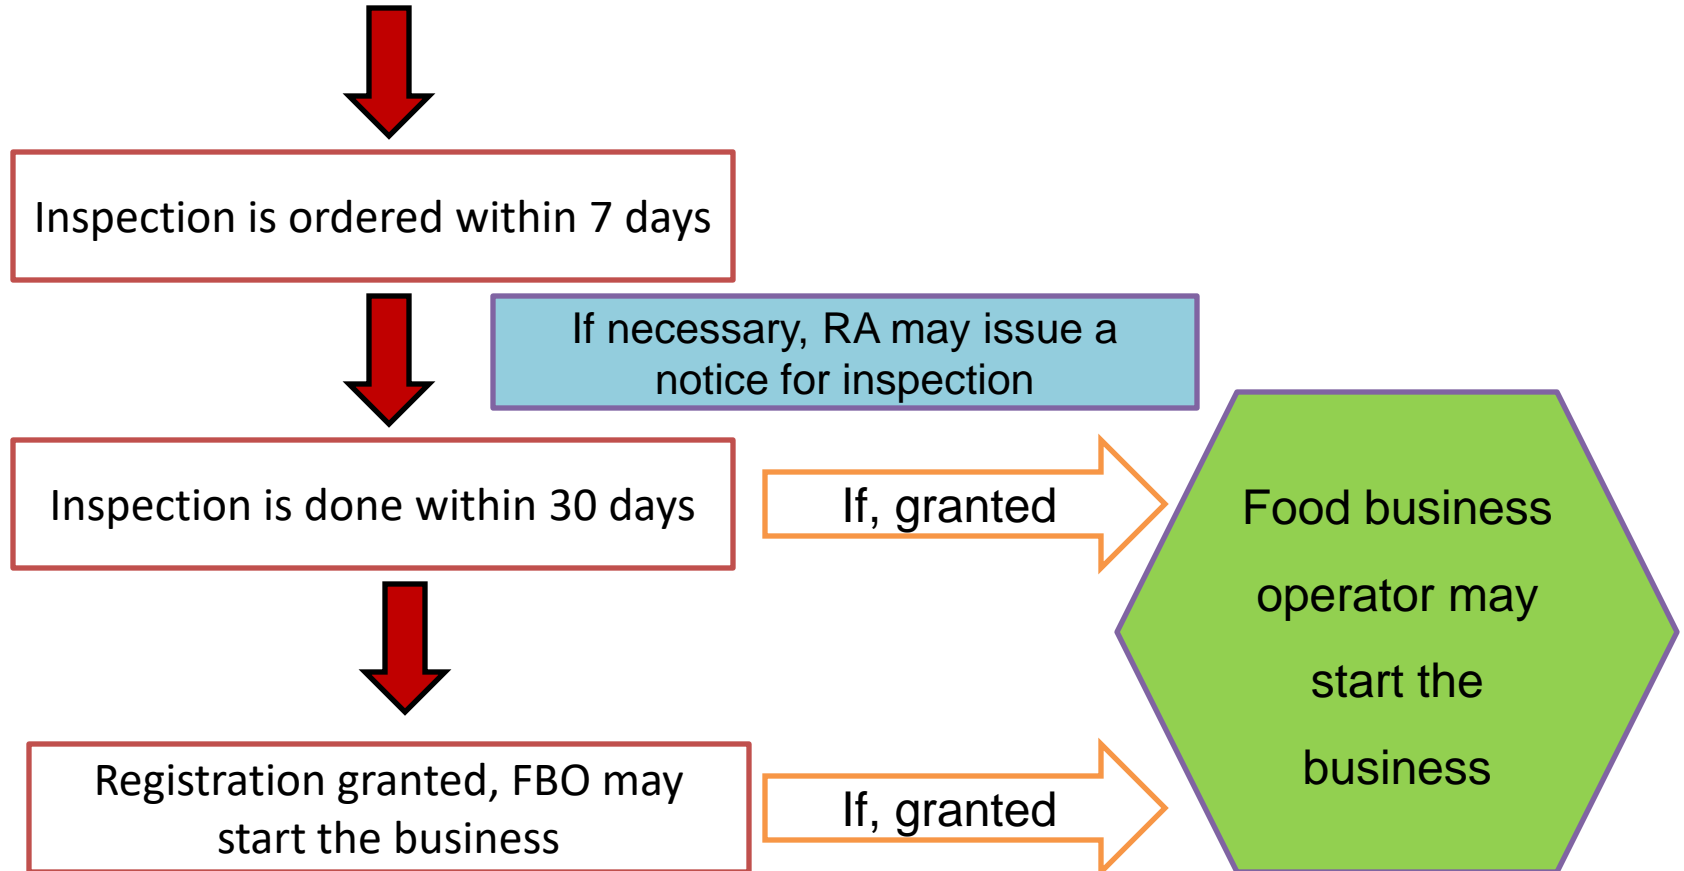 Inspection is ordered within 7 days
If necessary, RA may issue a
notice for inspection
Inspection is done within 30 days
If, granted
Food business
operator may
start the
business
Registration granted, FBO may
start the business
If, granted